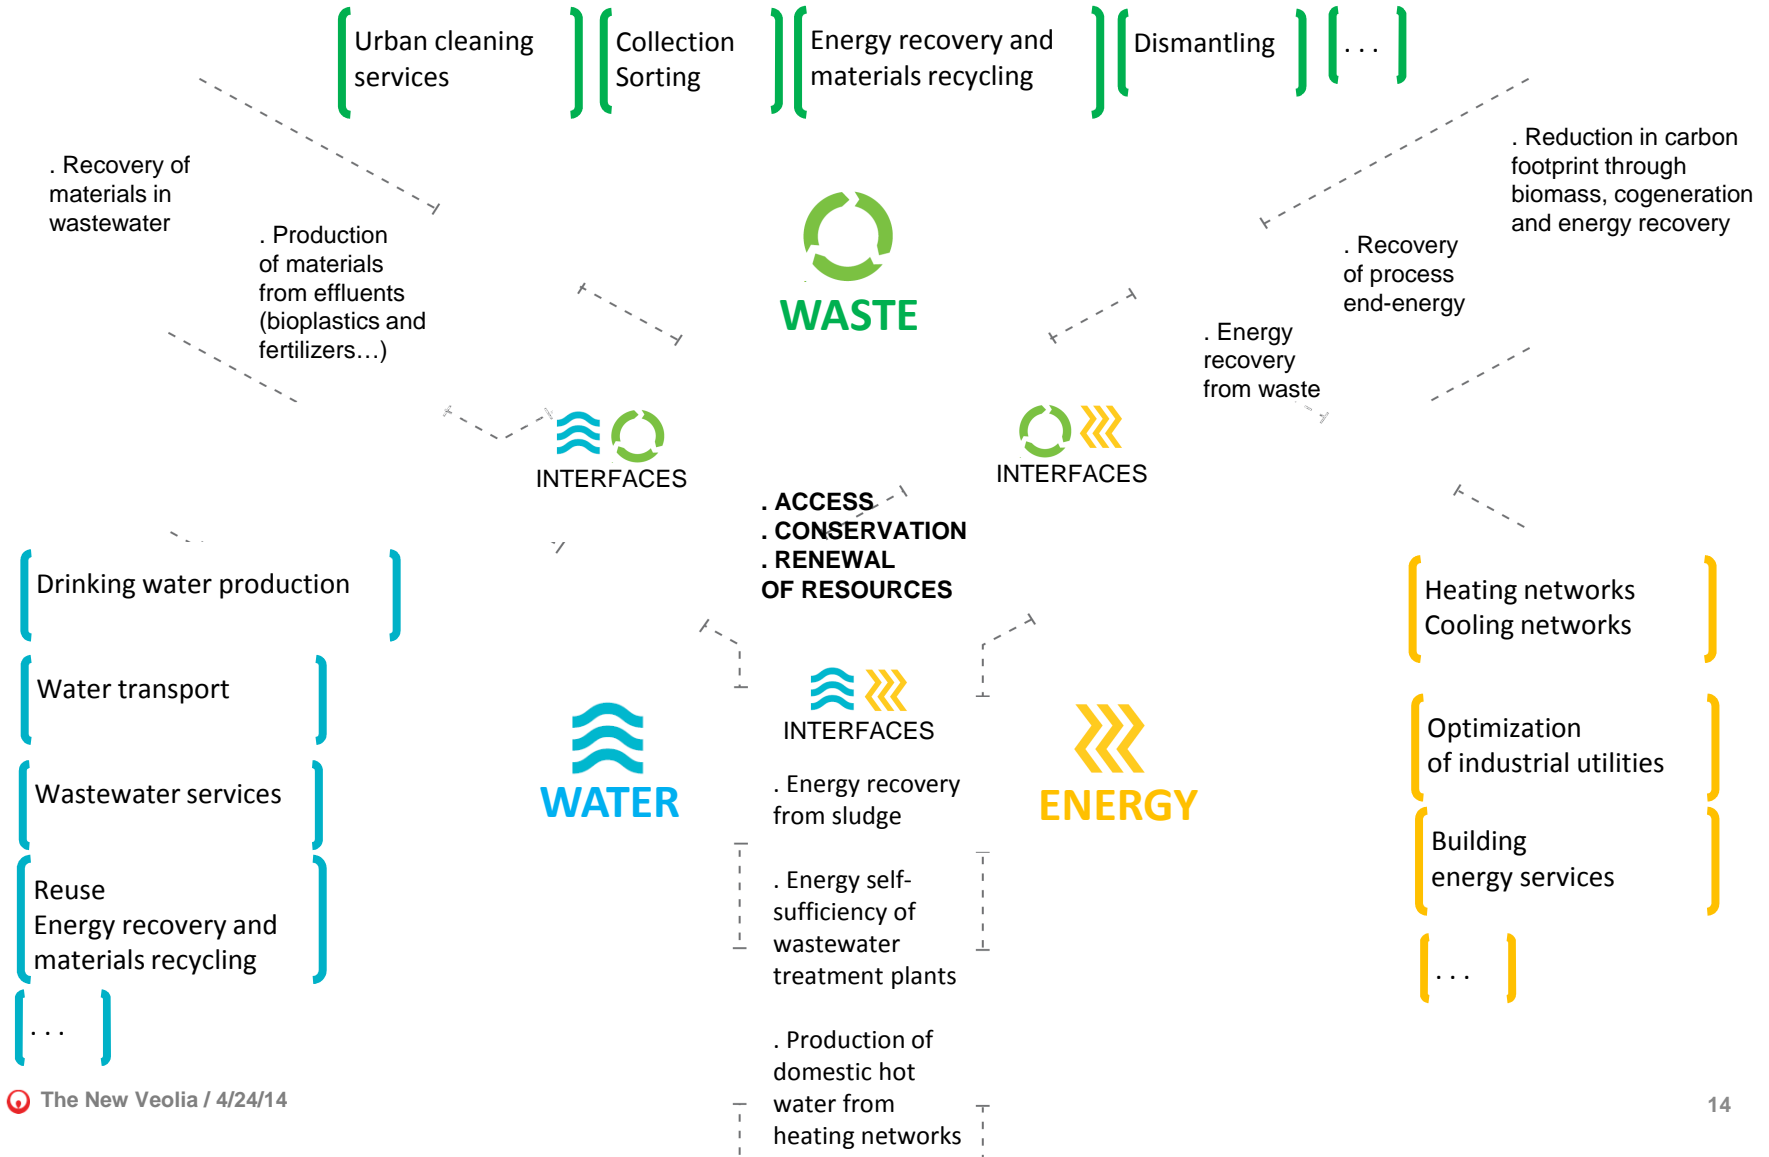 Urban cleaning
services
Collection
Sorting
Energy recovery and
materials recycling
Dismantling
. . .
. Recovery of
materials in
wastewater
. Production
of materials
from effluents
(bioplastics and
fertilizers…)
WASTE
. Reduction in carbon
footprint through
biomass, cogeneration
and energy recovery
. Recovery
of process
end-energy
. Energy
recovery
from waste
INTERFACES
INTERFACES
. ACCESS
. CONSERVATION
. RENEWAL
OF RESOURCES
Drinking water production
Water transport
Wastewater services
Reuse
Energy recovery and
materials recycling
. . .
WATER
INTERFACES
. Energy recovery
from sludge
. Energy self-
sufficiency of
wastewater
treatment plants
. Production of
domestic hot
water from
heating networks
ENERGY
Heating networks
Cooling networks
Optimization
of industrial utilities
Building
energy services
. . .
The New Veolia / 4/24/14
14